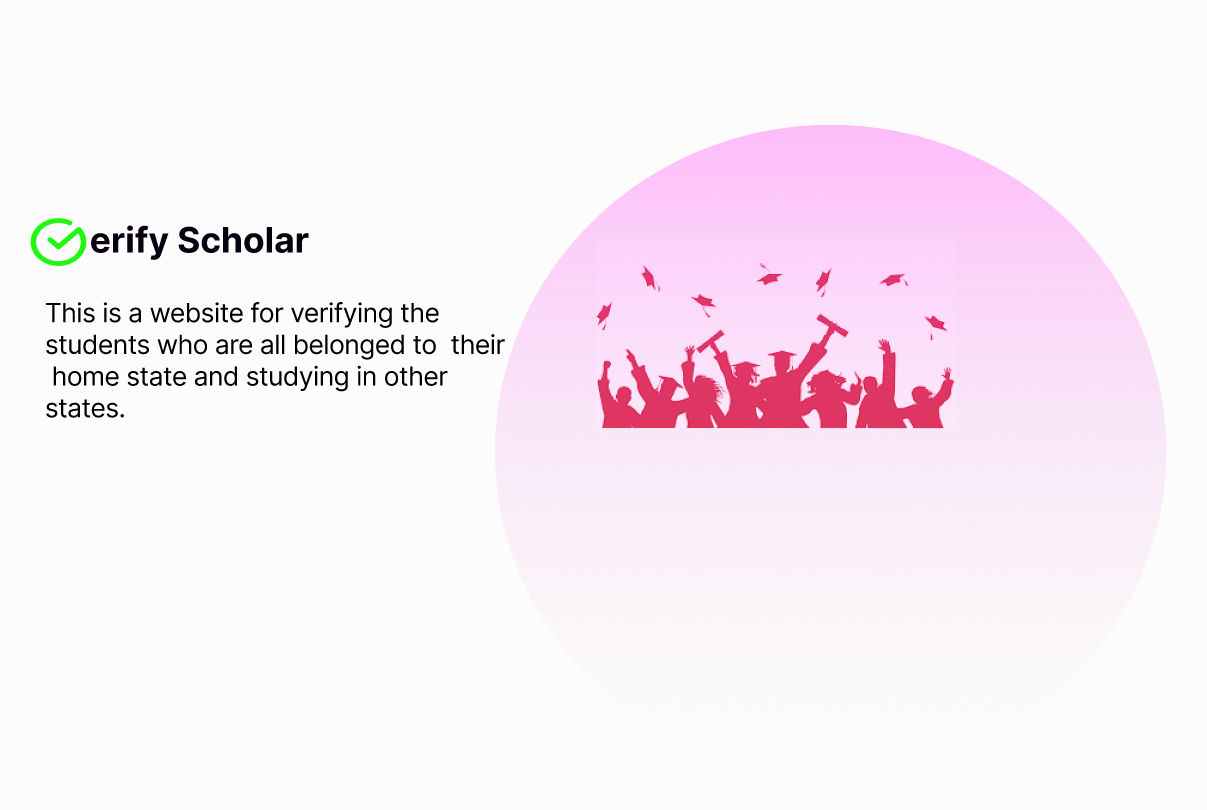 erify Scholar
This is a website for verifying the
students who are all belonged to  their
 home state and studying in other
states.